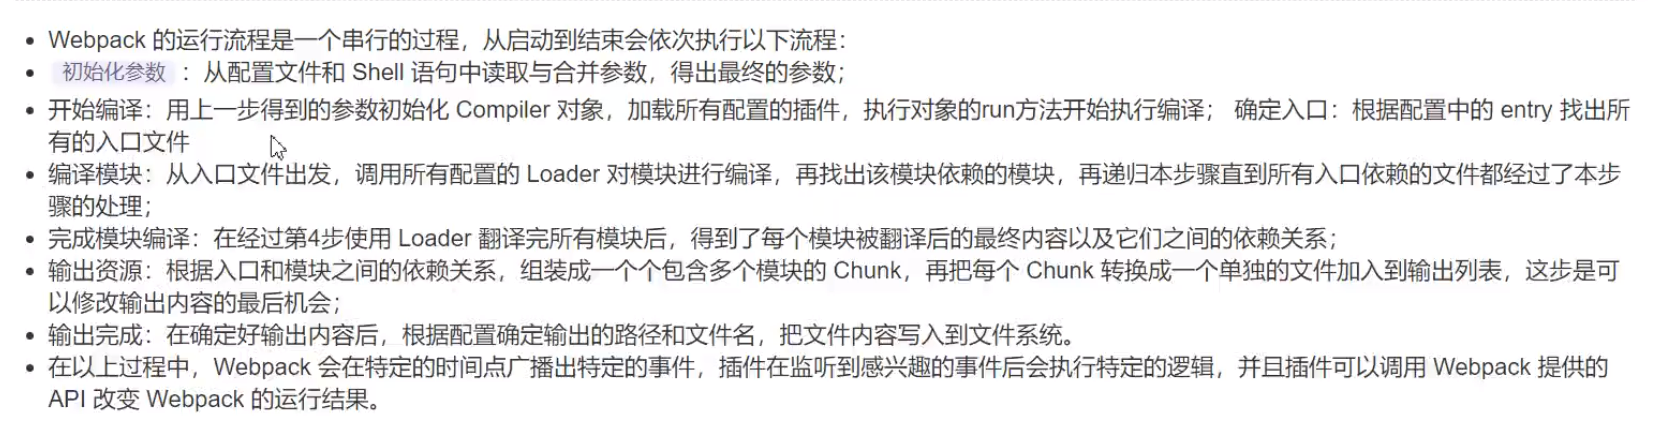 Webpack 的运行流程是一个串行的过程，从启动到结束会依次执行以下流程：
初始化参数 ：从配置文件和 Shell 语句中读取与合并参数，得出最终的参数；
开始编译：用上一步得到的参数初始化 Compiler 对象，加载所有配置的插件，执行对象的run方法开始执行编译； 确定入口：根据配置中的 entry 找出所
有的入口文件
编译模块：从入口文件出发，调用所有配置的 Loader 对模块进行编译，再找出该模块依赖的模块，再递归本步骤直到所有入口依赖的文件都经过了本步
骤的处理；
完成模块编译：在经过第4步使用 Loader 翻译完所有模块后，得到了每个模块被翻译后的最终内容以及它们之间的依赖关系；
输出资源：根据入口和模块之间的依赖关系，组装成一个个包含多个模块的 Chunk，再把每个 Chunk 转换成一个单独的文件加入到输出列表，这步是可
以修改输出内容的最后机会；
输出完成：在确定好输出内容后，根据配置确定输出的路径和文件名，把文件内容写入到文件系统。
在以上过程中，Webpack 会在特定的时间点广播出特定的事件，插件在监听到感兴趣的事件后会执行特定的逻辑，并且插件可以调用 Webpack 提供的
API 改变 Webpack 的运行结果。